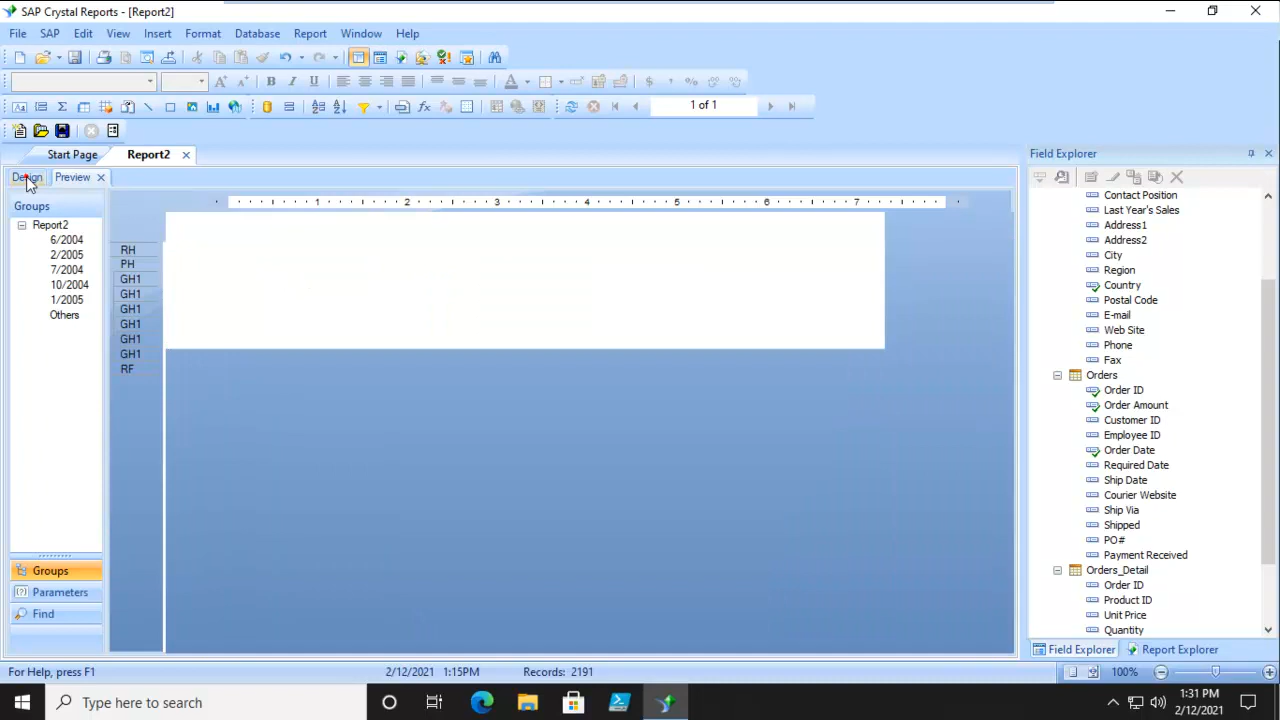 SAP Crystal Reports - [Report2]
File SAP Edit View Insert Format Database Report Window Help
1 of 1
Start Page Report2
Design Preview
Groups
Report2
6/2004
2/2005
7/2004
10/2004
1/2005
Others
Groups
Parameters
Find
1 2 3 4 5 6 7
RH
PH
GH1
GH1
GH1
GH1
GH1
GH1
RF
Field Explorer
Contact Position
Last Year's Sales
Address1
Address2
City
Region
Country
Postal Code
E-mail
Web Site
Phone
Fax
Orders
Order ID
Order Amount
Customer ID
Employee ID
Order Date
Required Date
Ship Date
Courier Website
Ship Via
Shipped
PO#
Payment Received
Orders_Detail
Order ID
Product ID
Unit Price
Quantity
Field Explorer Report Explorer
For Help, press F1 2/12/2021 1:15PM Records: 2191 100%
Type here to search
1:31 PM
2/12/2021